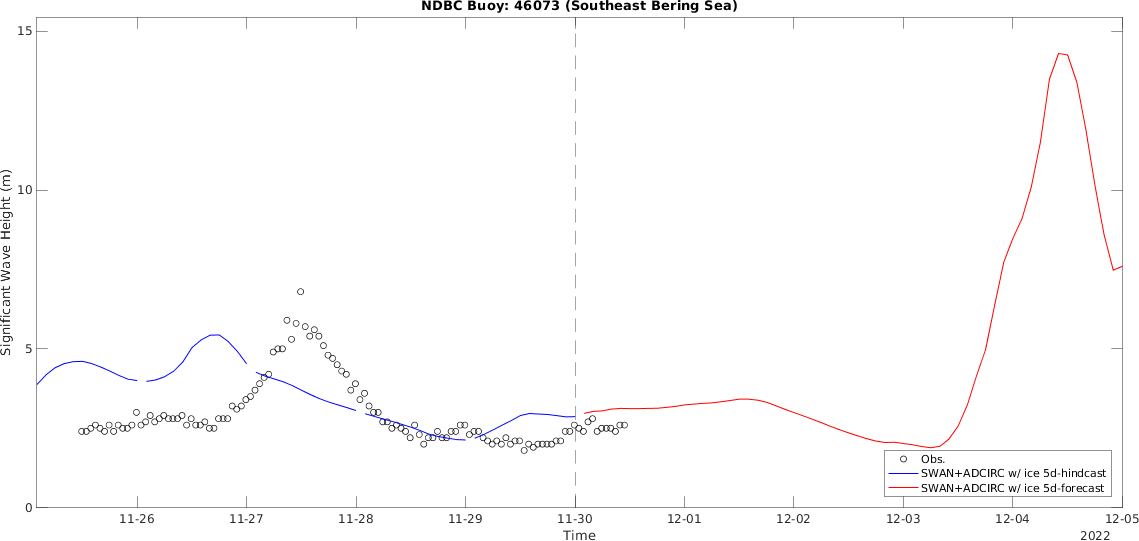 NDBC Buoy: 46073 (Southeast Bering Sea)
Significant Wave Height (m)
15
10
5
0
Obs.
SWAN+ADCIRC w/ ice 5d-hindcast
SWAN+ADCIRC w/ ice 5d-forecast
11-26 11-27 11-28 11-29 11-30 12-01 12-02 12-03 12-04 12-05
Time
2022